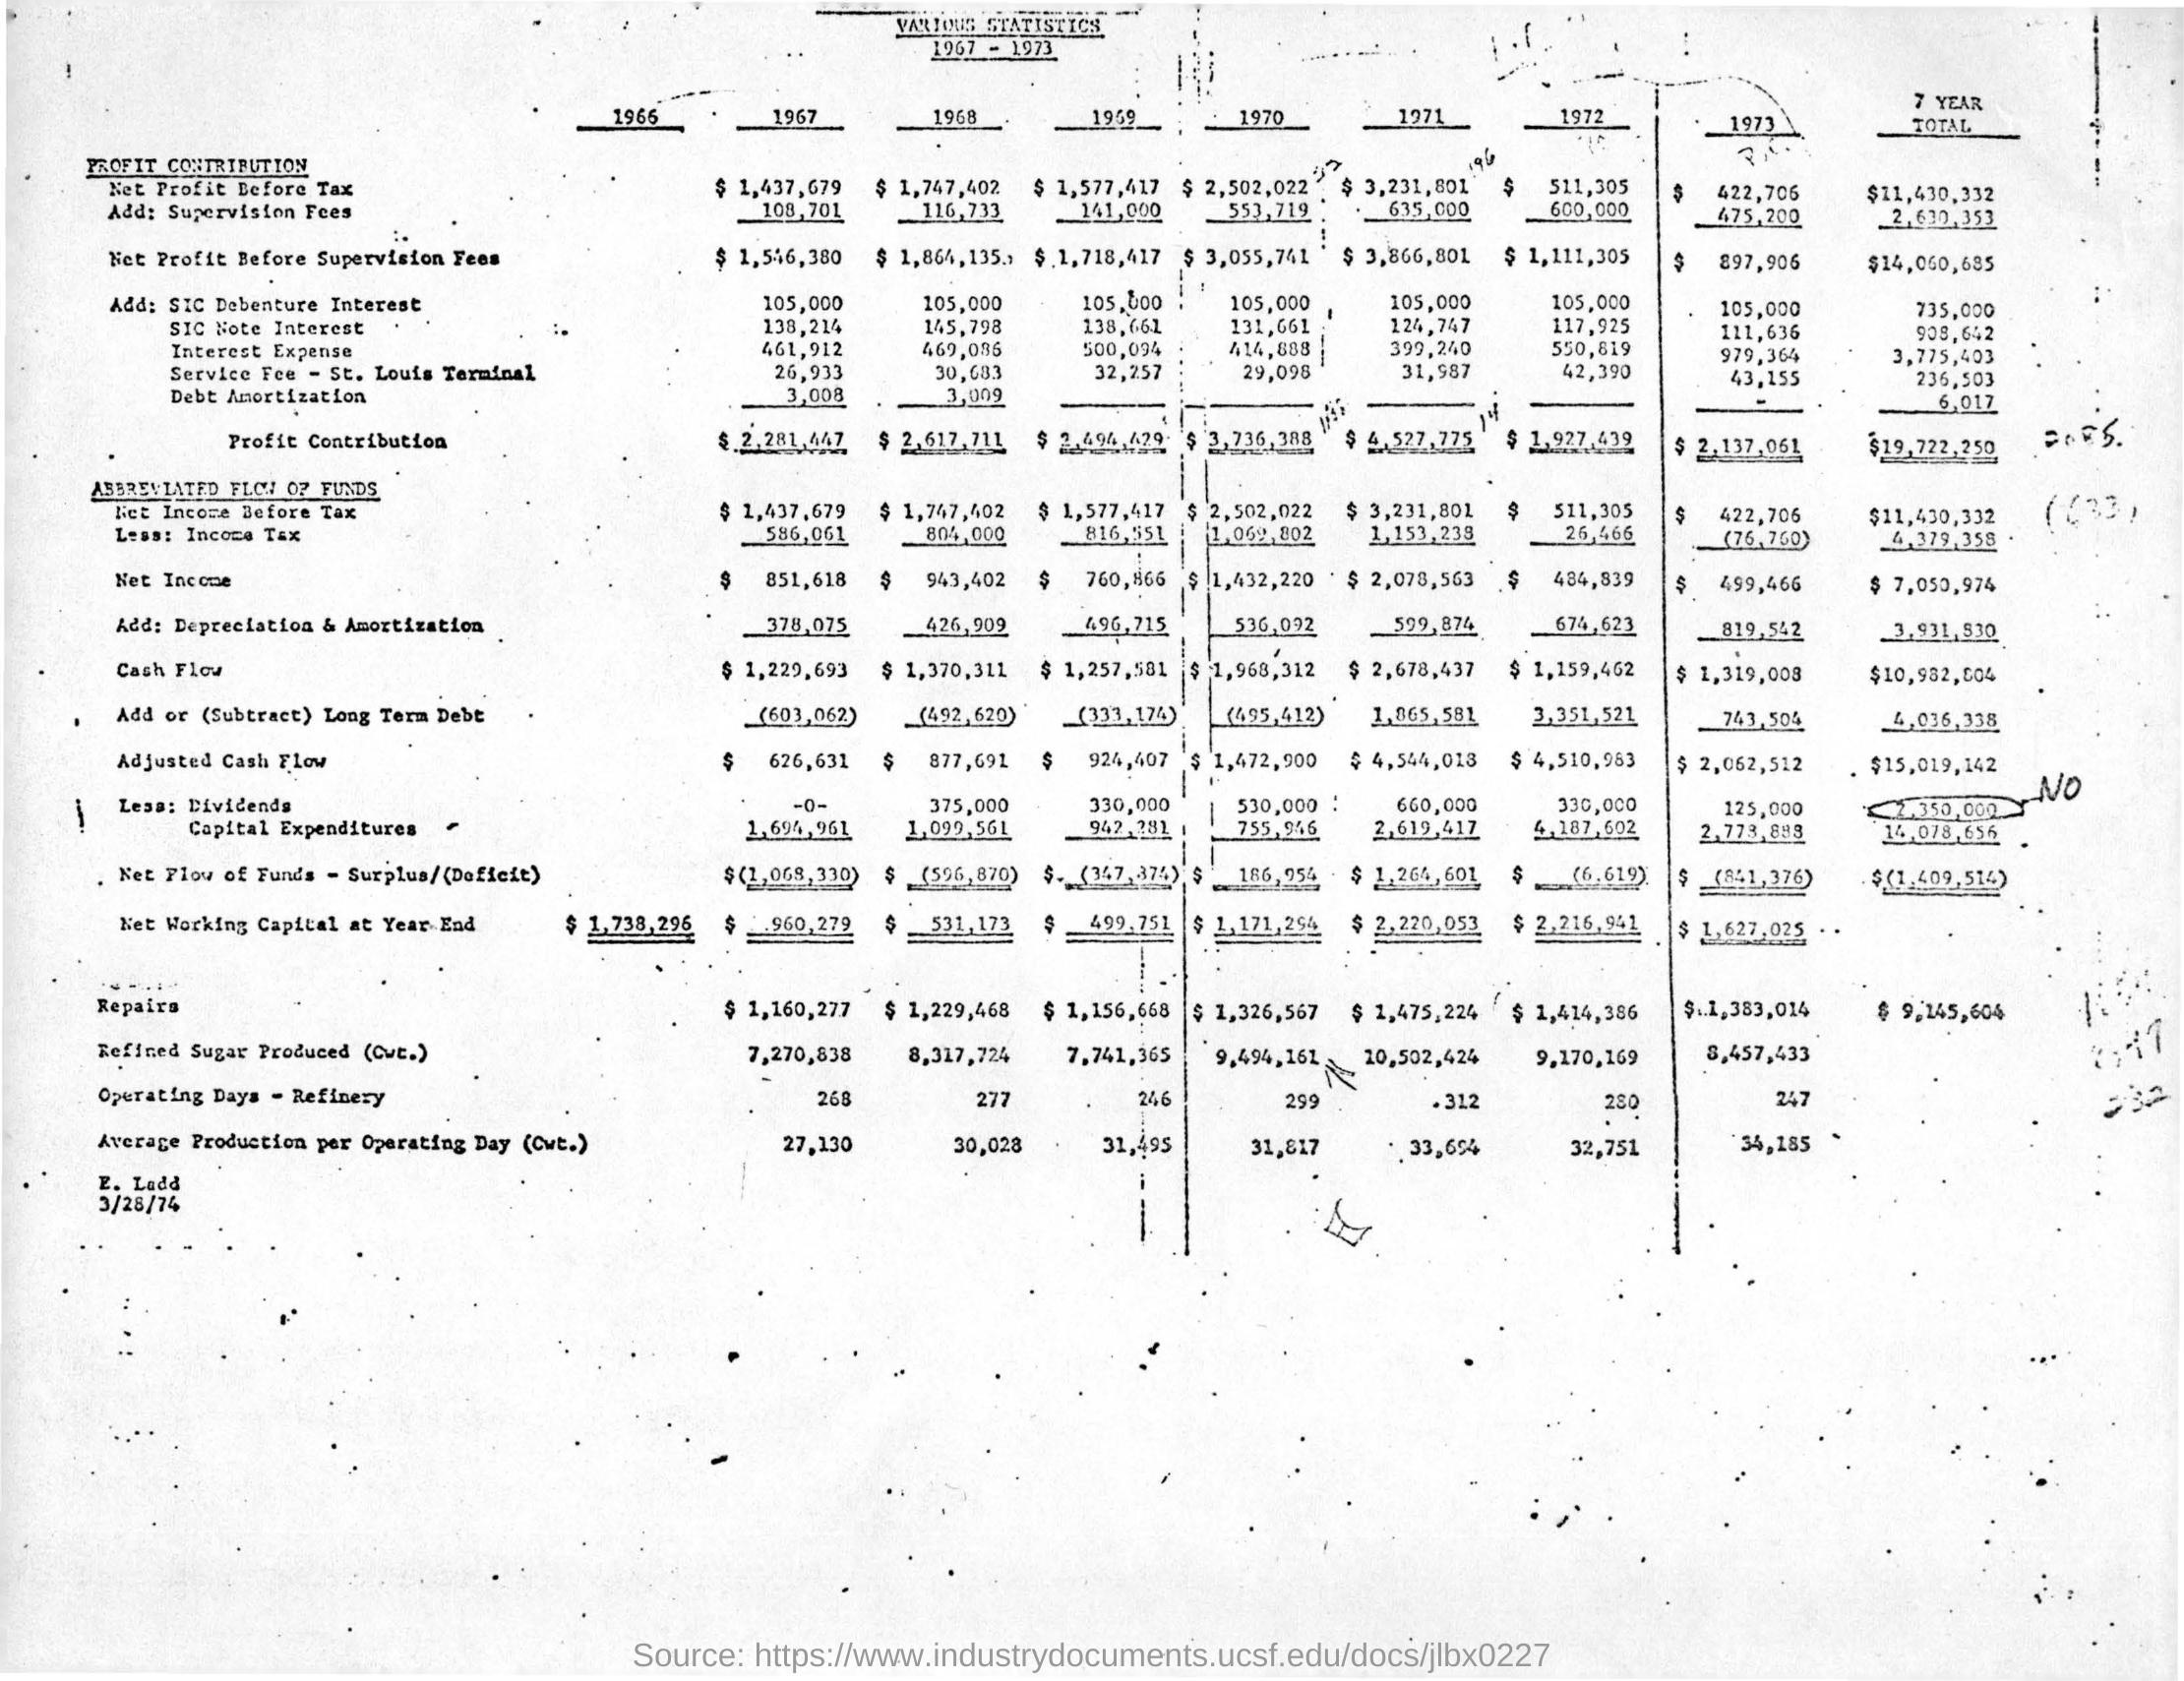 VARIOUS STATISTICS
1967 - 1973
1966 1967 1968 1969 1970 1971 1972 1973 7 YEAR TOTAL
PROFIT CONTRIBUTION
Net Profit Before Tax $ 1,437,679 $ 1,747,402 $ 1,577,417 $ 2,502,022 $ 3,231,801 $ 511,305 $ 422,706 $11,430,332
Add: Supervision Fees 108,701 116,733 141,000 553,719 635,000 600,000 475,200 2,630,353
Net Profit Before Supervision Fees $ 1,546,380 $ 1,864,135 $ 1,718,417 $ 3,055,741 $ 3,866,801 $ 1,111,305 $ 897,906 $14,060,685
Add: SIC Debenture Interest 105,000 105,000 105,000 105,000 105,000 105,000 105,000 735,000
SIC Note Interest 138,214 145,798 138,661 131,661 124,747 117,925 111,636 908,642
Interest Expense 461,912 469,086 500,094 414,888 399,240 550,819 979,364 3,775,403
Service Fee - St. Louis Terminal 26,933 30,683 32,257 29,098 31,987 42,390 43,155 236,503
Debt Amortization 3,008 3,009 - 6,017
Profit Contribution $ 2,281,447 $ 2,617,711 $ 2,494,429 $ 3,736,388 $ 4,527,775 $ 1,927,439 $ 2,137,061 $19,722,250
ABBREVIATED FLOW OF FUNDS
Net Income Before Tax $ 1,437,679 $ 1,747,402 $ 1,577,417 $ 2,502,022 $ 3,231,801 $ 511,305 $ 422,706 $11,430,332
Less: Income Tax 586,061 804,000 816,551 1,069,802 1,153,238 26,466 (76,760) 4,379,358
Net Income $ 851,618 $ 943,402 $ 760,866 $ 1,432,220 $ 2,078,563 $ 484,839 $ 499,466 $ 7,050,974
Add: Depreciation & Amortization 378,075 426,909 496,715 536,092 599,874 674,623 819,542 3,931,830
Cash Flow $ 1,229,693 $ 1,370,311 $ 1,257,581 $ 1,968,312 $ 2,678,437 $ 1,159,462 $ 1,319,008 $10,982,804
Add or (Subtract) Long Term Debt (603,062) (492,620) (333,174) (495,412) 1,865,581 3,351,521 743,504 4,036,338
Adjusted Cash Flow $ 626,631 $ 877,691 $ 924,407 $ 1,472,900 $ 4,544,018 $ 4,510,983 $ 2,062,512 $15,019,142
Less: Dividends -0- 375,000 330,000 530,000 660,000 330,000 125,000 2,350,000 NO
Capital Expenditures 1,694,961 1,099,561 942,281 755,946 2,619,417 4,187,602 2,778,888 14,078,656
Net Flow of Funds - Surplus/(Deficit) $(1,068,330) $ (596,870) $ (347,874) $ 186,954 $ 1,264,601 $ (6,619) $ (841,376) $(1,409,514)
Net Working Capital at Year End $ 1,738,296 $ 960,279 $ 531,173 $ 499,751 $ 1,171,294 $ 2,220,053 $ 2,216,941 $ 1,627,025
Repairs $ 1,160,277 $ 1,229,468 $ 1,156,668 $ 1,326,567 $ 1,475,224 $ 1,414,386 $ 1,383,014 $ 9,145,604
Refined Sugar Produced (Cwt.) 7,270,838 8,317,724 7,741,365 9,494,161 10,502,424 9,170,169 8,457,433
Operating Days - Refinery 268 277 246 299 312 280 247
Average Production per Operating Day (Cwt.) 27,130 30,028 31,495 31,817 33,694 32,751 34,185
E. Ladd
3/28/74
Source: https://www.industrydocuments.ucsf.edu/docs/jlbx0227